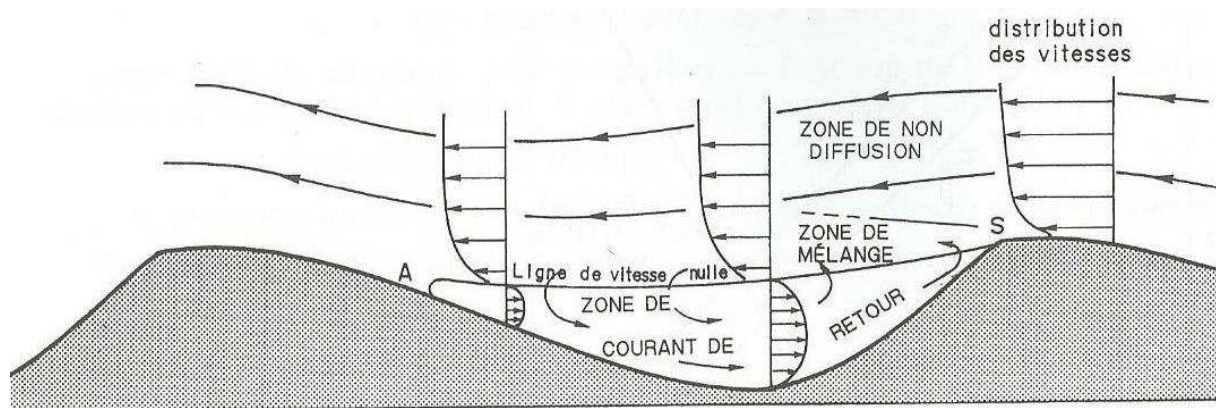 distribution
des vitesses
ZONE DE NON
DIFFUSION
S
ZONE DE
MÉLANGE
A
Ligne de vitesse nulle
ZONE DE
COURANT DE
RETOUR